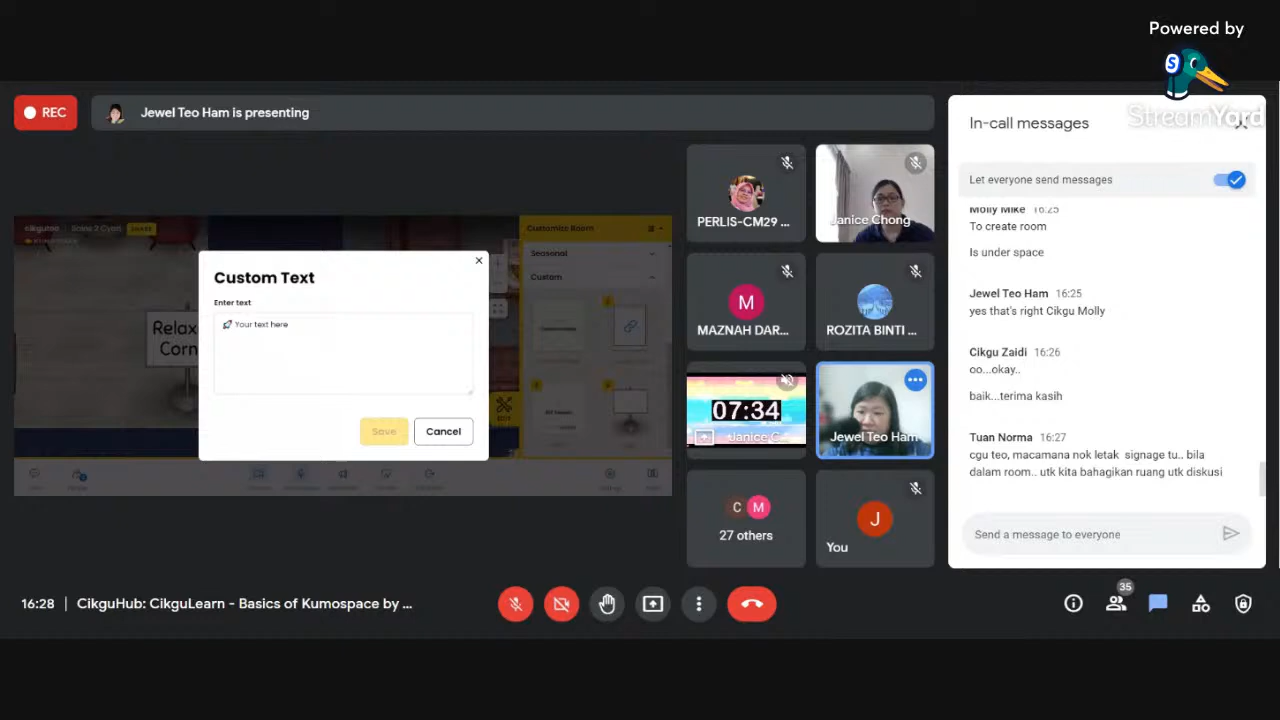 Powered by
StreamYard
REC
Jewel Teo Ham is presenting
In-call messages
Let everyone send messages
Molly Mike 16:25
To create room
Is under space
Jewel Teo Ham 16:25
yes that's right Cikgu Molly
Cikgu Zaidi 16:26
oo...okay..
baik...terima kasih
Tuan Norma 16:27
cgu teo, macamana nok letak signage tu.. bila
dalam room.. utk kita bahagikan ruang utk diskusi
Send a message to everyone
PERLIS-CM29 ...
Janice Chong
M
MAZNAH DAR...
ROZITA BINTI ...
07:34
Janice C...
Jewel Teo Ham
C M
27 others
J
You
cikguteo
Sains 2 Cyan
SHARE
Customize Room
Seasonal
Custom
Relax
Corn
Custom Text
Enter text
Your text here
Save
Cancel
16:28 | CikguHub: CikguLearn - Basics of Kumospace by ...
35